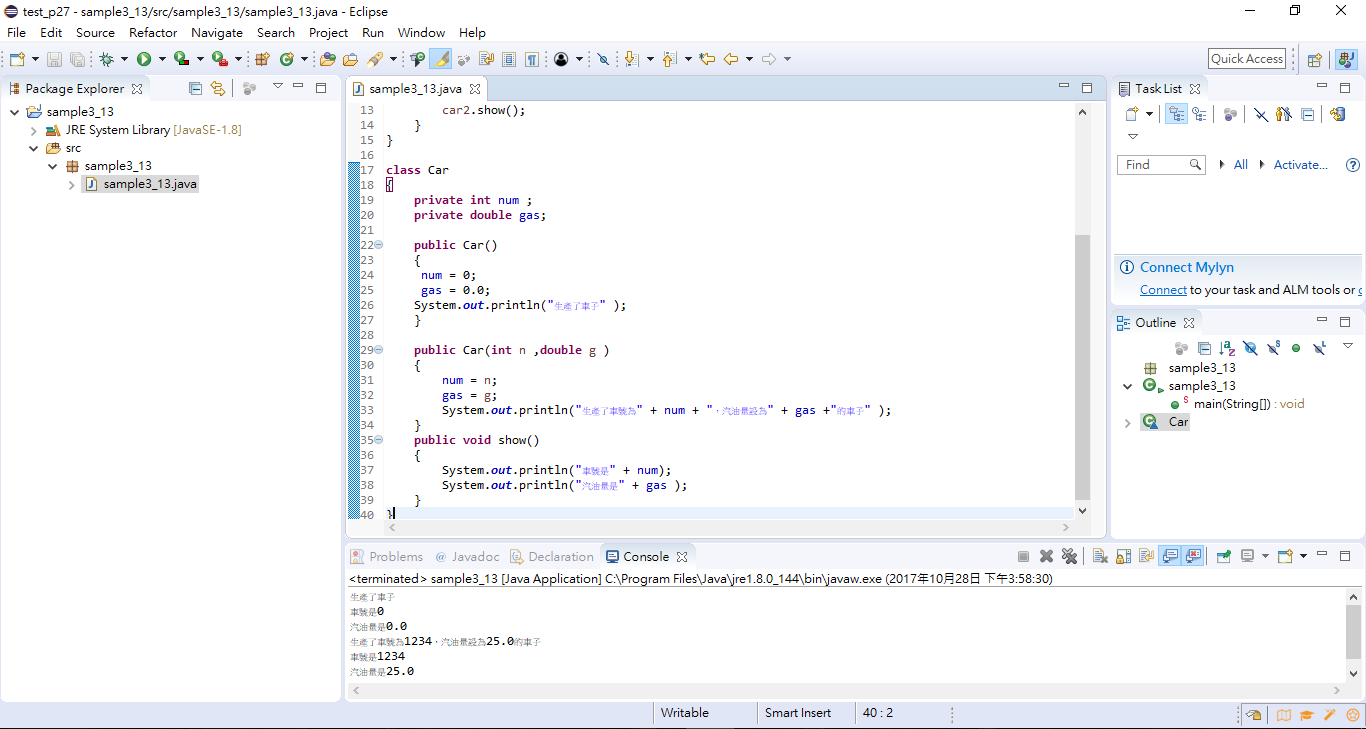 test_p27 - sample3_13/src/sample3_13/sample3_13.java - Eclipse
File Edit Source Refactor Navigate Search Project Run Window Help
Quick Access
Package Explorer
sample3_13
JRE System Library [JavaSE-1.8]
src
sample3_13
sample3_13.java
sample3_13.java
13 car2.show();
14 }
15 }
16
17 class Car
18 {
19 private int num ;
20 private double gas;
21
22 public Car()
23 {
24 num = 0;
25 gas = 0.0;
26 System.out.println("生產了車子" );
27 }
28
29 public Car(int n ,double g )
30 {
31 num = n;
32 gas = g;
33 System.out.println("生產了車號為" + num + "，汽油量設為" + gas +"的車子" );
34 }
35 public void show()
36 {
37 System.out.println("車號是" + num);
38 System.out.println("汽油量是" + gas );
39 }
40 }
Task List
Find All Activate...
Connect Mylyn
Connect to your task and ALM tools or
Outline
sample3_13
sample3_13
main(String[]) : void
Car
Problems @ Javadoc Declaration Console
<terminated> sample3_13 [Java Application] C:\Program Files\Java\jre1.8.0_144\bin\javaw.exe (2017年10月28日 下午3:58:30)
生產了車子
車號是0
汽油量是0.0
生產了車號為1234，汽油量設為25.0的車子
車號是1234
汽油量是25.0
Writable Smart Insert 40 : 2